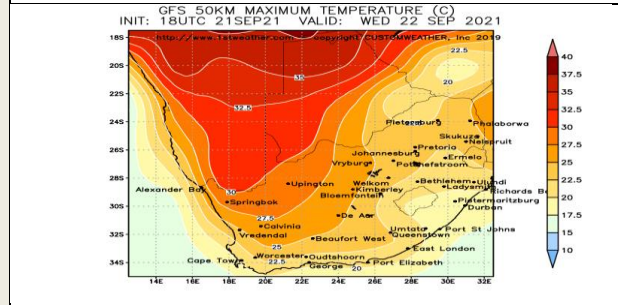 GFS 50KM MAXIMUM TEMPERATURE (C)
INIT: 18UTC 21SEP21 VALID: WED 22 SEP 2021
http://www.1stweather.com copyright CUSTOMWEATHER, Inc 2019
18S
20S
22S
24S
26S
28S
30S
32S
34S
14E 16E 18E 20E 22E 24E 26E 28E 30E 32E
22.5
20
35
32.5
30
27.5
25
22.5
20
Pietersburg
Phalaborwa
Skukuza
Nelspruit
Pretoria
Johannesburg
Ermelo
Vryburg
Potchefstroom
Upington
Welkom
Bethlehem
Ulundi
Kimberley
Ladysmith
Alexander Bay
Bloemfontein
Richards B
Springbok
Pietermaritzburg
Durban
De Aar
Calvinia
Vredendal
Umtata
Port St Johns
Queenstown
Beaufort West
East London
Worcester
Oudtshoorn
Cape Town
George
Port Elizabeth
40
37.5
35
32.5
30
27.5
25
22.5
20
17.5
15
10